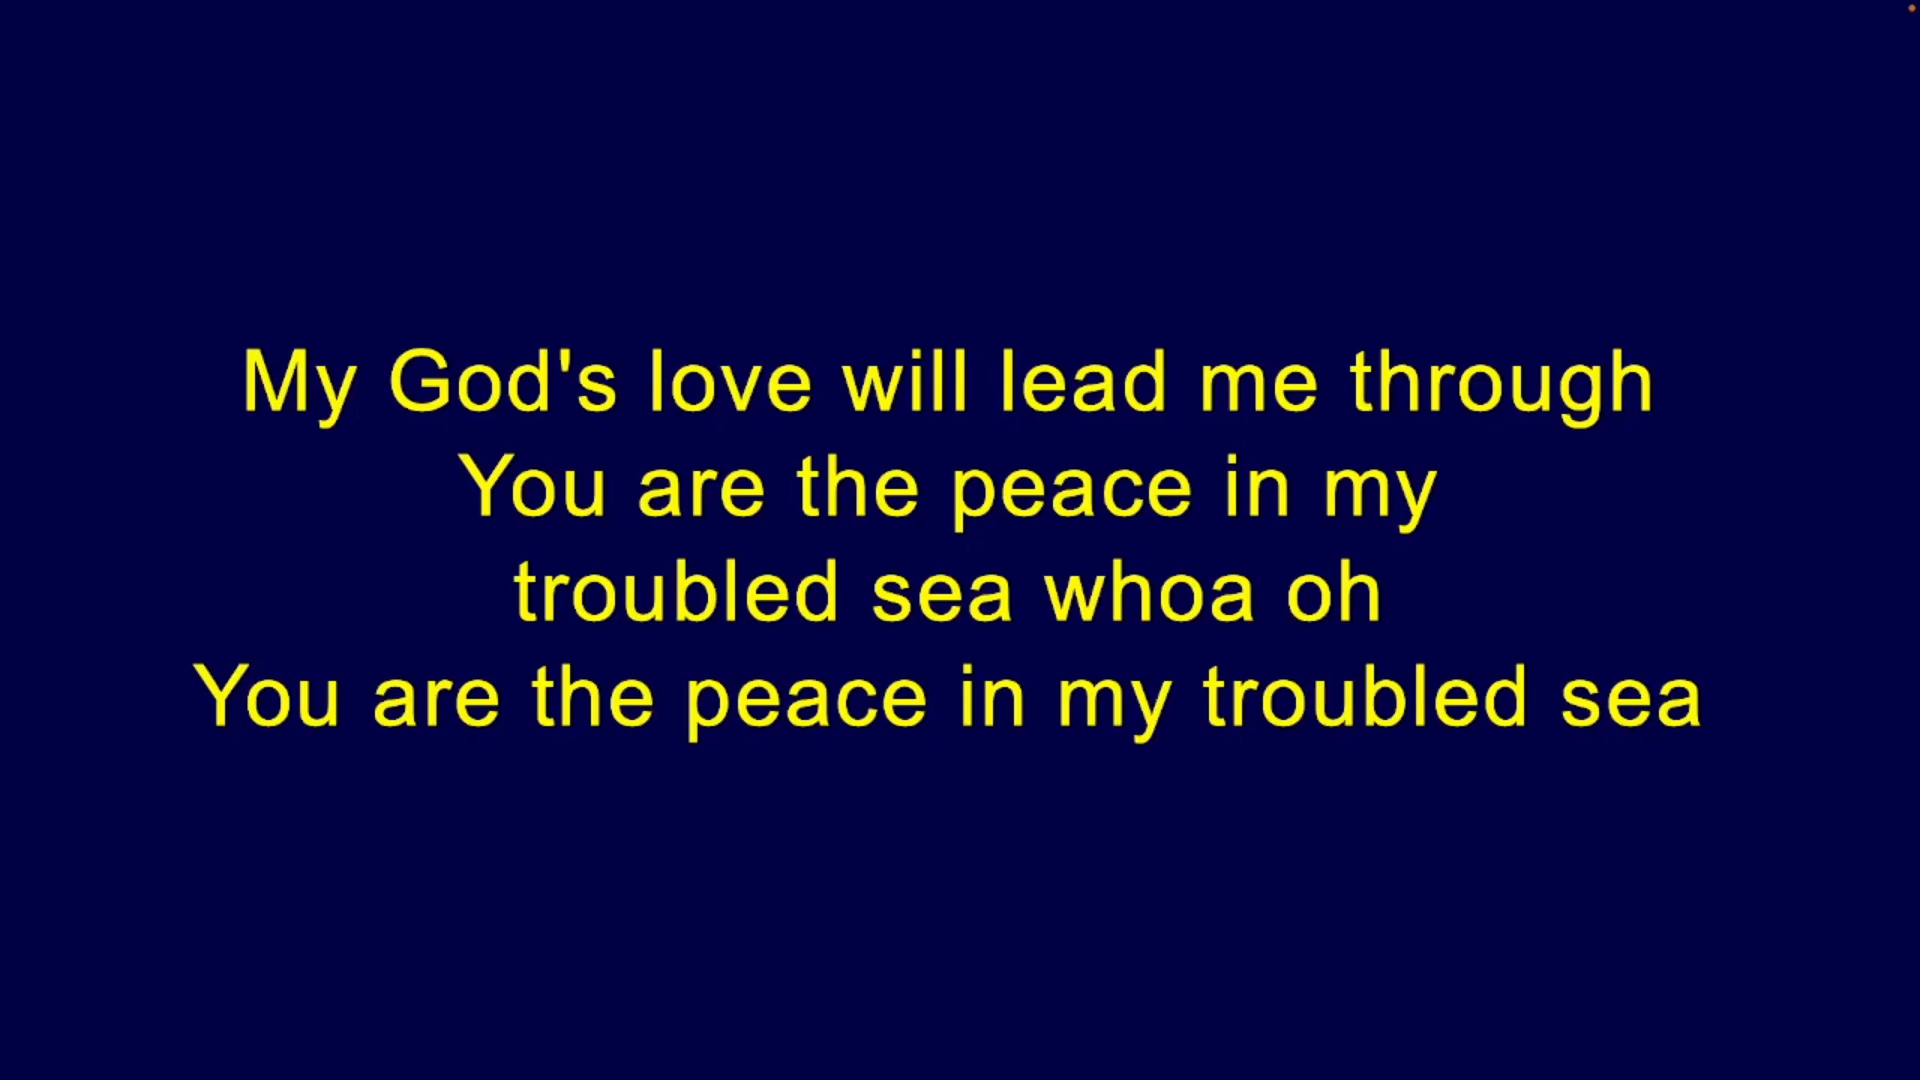 My God's love will lead me through
You are the peace in my
troubled sea whoa oh
You are the peace in my troubled sea